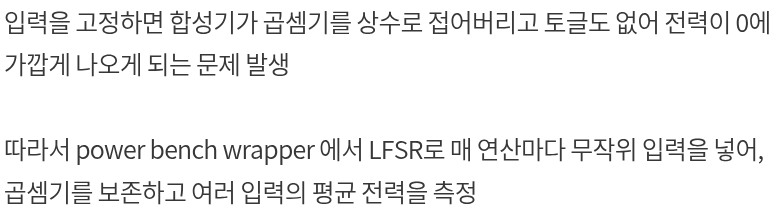 입력을 고정하면 합성기가 곱셈기를 상수로 접어버리고 토글도 없어 전력이 0에
가깝게 나오게 되는 문제 발생
따라서 power bench wrapper 에서 LFSR로 매 연산마다 무작위 입력을 넣어,
곱셈기를 보존하고 여러 입력의 평균 전력을 측정